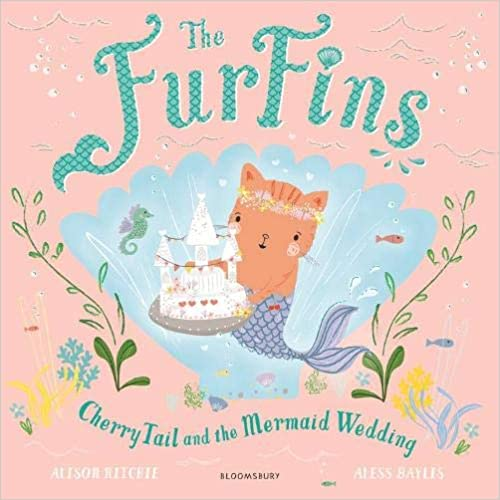 The
FurFins
CherryTail and the Mermaid Wedding
ALISON RITCHIE
BLOOMSBURY
ALESS BAYLIS